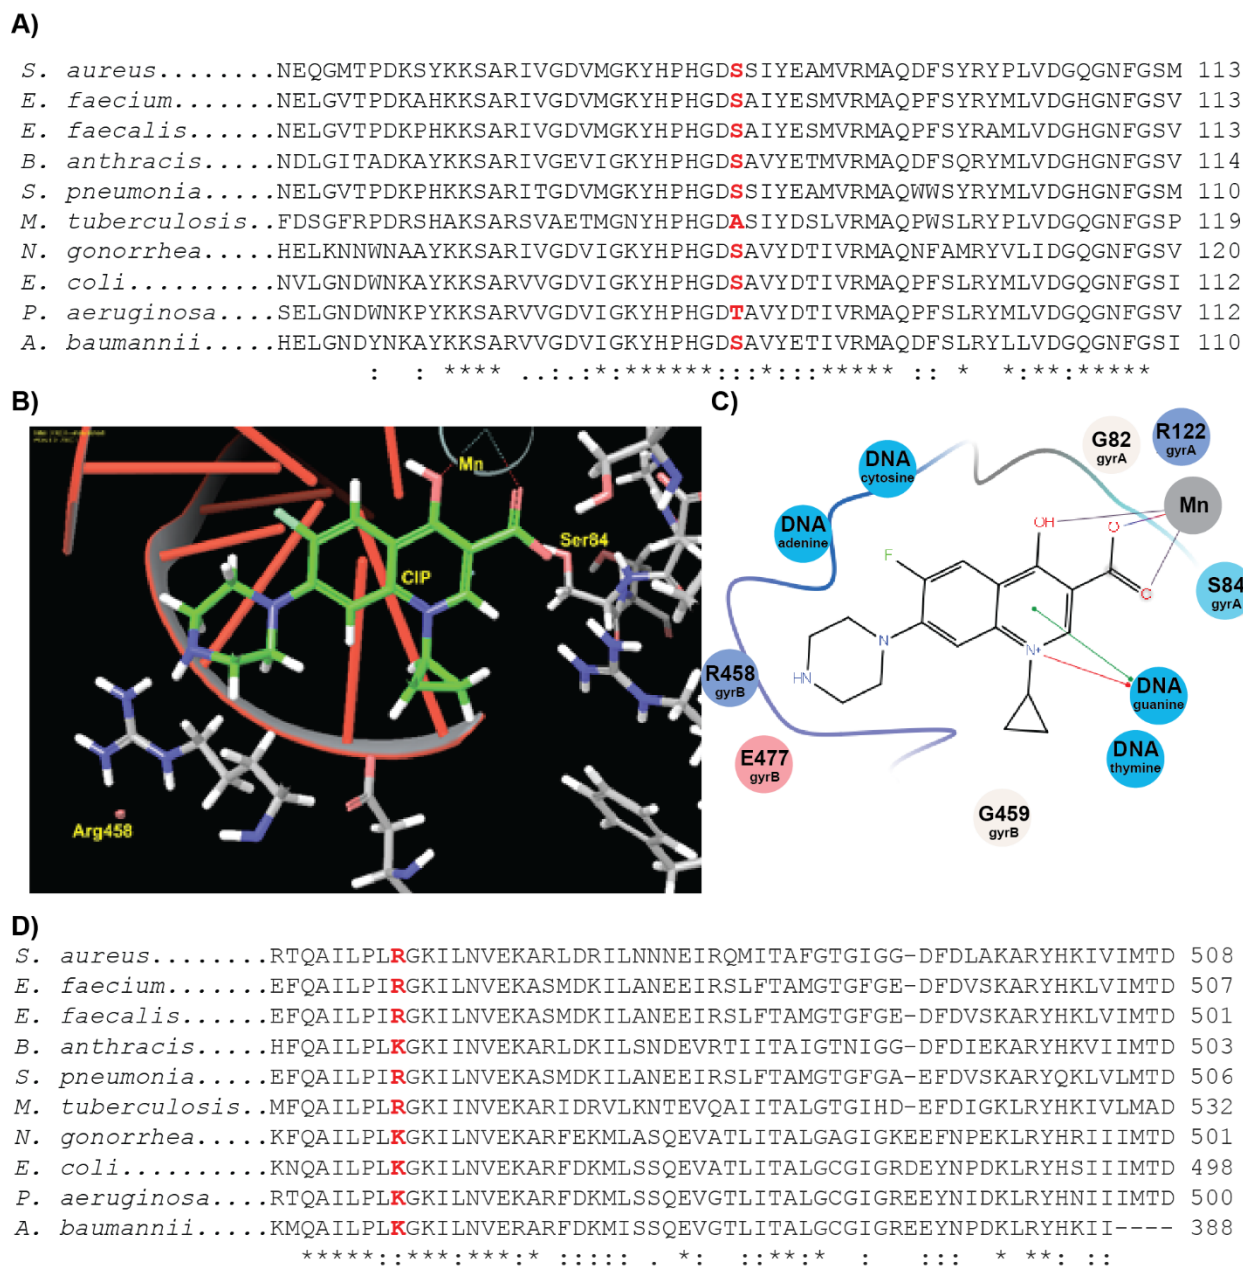 A)
S. aureus........NEQGMTPDKSYKKSARIVGDVMGKYHPHGDSSIYEAMVRMAQDFSYRYPLVDGQGNFGSM 113
E. faecium.......NELGVTPDKAHKKSARIVGDVMGKYHPHGDSAIYESMVRMAQPFSYRYMLVDGHGNFGSV 113
E. faecalis......NELGVTPDKPHKKSARIVGDVMGKYHPHGDSAIYESMVRMAQPFSYRAMLVDGHGNFGSV 113
B. anthracis.....NDLGITADKAYKKSARIVGEVIGKYHPHGDSAVYETMVRMAQDFSQRYMLVDGHGNFGSV 114
S. pneumonia.....NELGVTPDKPHKKSARITGDVMGKYHPHGDSSIYEAMVRMAQWWSYRYMLVDGHGNFGSM 110
M. tuberculosis..FDSGFRPDRSHAKSARSVAETMGNYHPHGDASIYDSLVRMAQPWSLRYPLVDGQGNFGSP 119
N. gonorrhea.....HELKNNWNAAYKKSARIVGDVIGKYHPHGDSAVYDTIVRMAQNFAMRYVLIDGQGNFGSV 120
E. coli..........NVLGNDWNKAYKKSARVVGDVIGKYHPHGDSAVYDTIVRMAQPFSLRYMLVDGQGNFGSI 112
P. aeruginosa....SELGNDWNKPYKKSARVVGDVIGKYHPHGDTAVYDTIVRMAQPFSLRYMLVDGQGNFGSV 112
A. baumannii.....HELGNDYNKAYKKSARVVGDVIGKYHPHGDSAVYETIVRMAQDFSLRYLLVDGQGNFGSI 110
: : **** ..:.:*:*******:::*::::***** :: * *:**:*****
B)
Mn
Ser84
CIP
Arg458
C)
G82
gyrA
R122
gyrA
DNA
cytosine
Mn
DNA
adenine
OH
O
F
S84
gyrA
O
N
HN
N+
R458
gyrB
DNA
guanine
DNA
thymine
E477
gyrB
G459
gyrB
D)
S. aureus........RTQAILPLRGKILNVEKARLDRILNNNEIRQMITAFGTGIGG-DFDLAKARYHKIVIMTD 508
E. faecium.......EFQAILPIRGKILNVEKASMDKILANEEIRSLFTAMGTGFGE-DFDVSKARYHKLVIMTD 507
E. faecalis......EFQAILPIRGKILNVEKASMDKILANEEIRSLFTAMGTGFGE-DFDVSKARYHKLVIMTD 501
B. anthracis.....HFQAILPLKGKIINVEKARLDKILSNDEVRTIITAIGTNIGG-DFDIEKARYHKVIIMTD 503
S. pneumonia.....EFQAILPIRGKILNVEKASMDKILANEEIRSLFTAMGTGFGA-EFDVSKARYQKLVLMTD 506
M. tuberculosis..MFQAILPLRGKIINVEKARIDRVLKNTEVQAIITALGTGIHD-EFDIGKLRYHKIVLMAD 532
N. gonorrhea.....KFQAILPLKGKILNVEKARFEKMLASQEVATLITALGAGIGKEEFNPEKLRYHRIIIMTD 501
E. coli..........KNQAILPLKGKILNVEKARFDKMLSSQEVATLITALGCGIGRDEYNPDKLRYHSIIIMTD 498
P. aeruginosa....RTQAILPLKGKILNVEKARFDKMLSSQEVGTLITALGCGIGREEYNIDKLRYHNIIIMTD 500
A. baumannii.....KMQAILPLKGKILNVERARFDKMISSQEVGTLITALGCGIGREEYNPDKLRYHKII---- 388
*****::***:***:* ::::: . *: ::**:* : ::: * **: ::